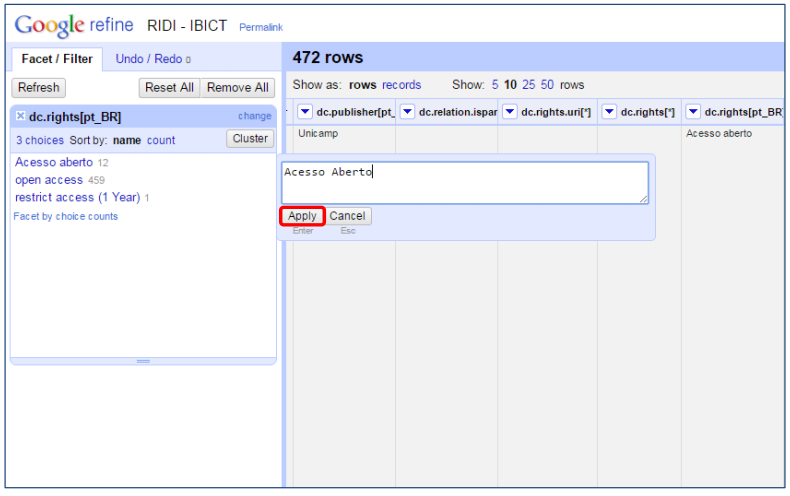 Google refine RIDI - IBICT Permalink
Facet / Filter Undo / Redo 0
Refresh Reset All Remove All
dc.rights[pt_BR] change
3 choices Sort by: name count Cluster
Acesso aberto 12
open access 459
restrict access (1 Year) 1
Facet by choice counts
472 rows
Show as: rows records Show: 5 10 25 50 rows
dc.publisher[pt_ dc.relation.ispar dc.rights.uri[*] dc.rights[*] dc.rights[pt_BR
Unicamp Acesso aberto
Acesso Aberto
Apply Cancel
Enter Esc